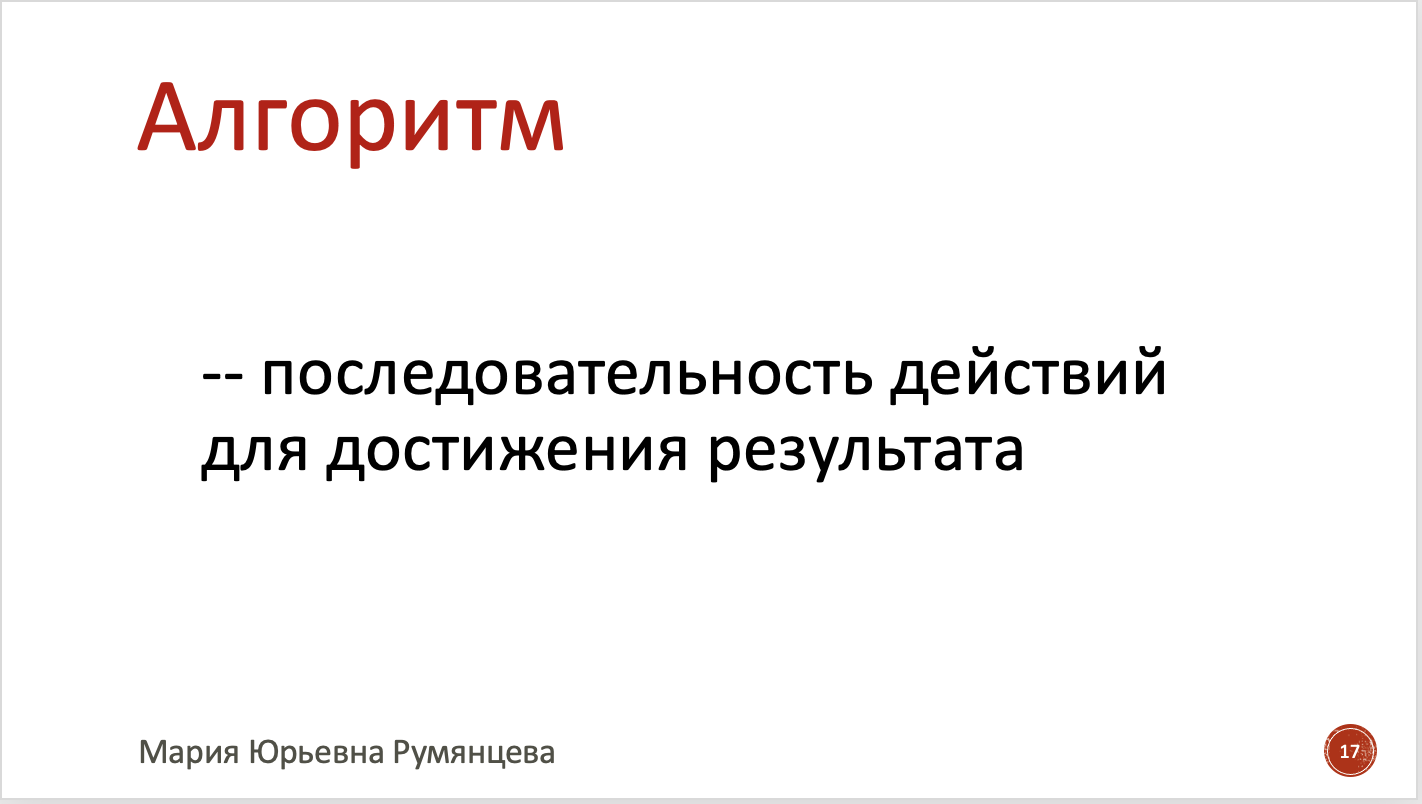 Алгоритм
-- последовательность действий
для достижения результата
Мария Юрьевна Румянцева
17